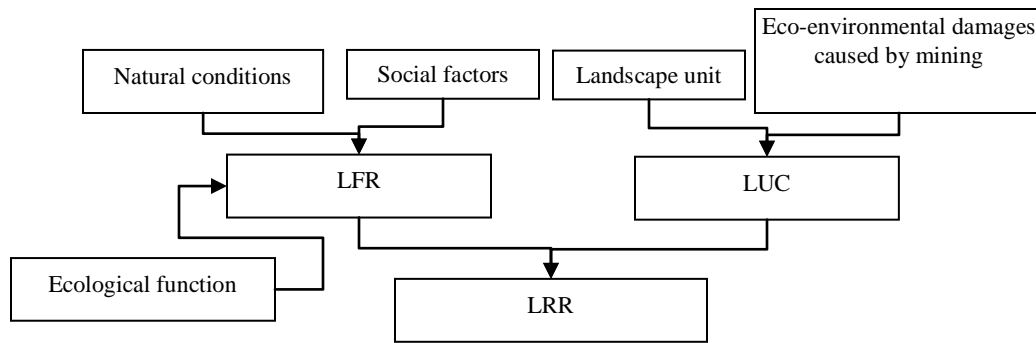 Natural conditions
Social factors
Landscape unit
Eco-environmental damages
caused by mining
LFR
LUC
Ecological function
LRR